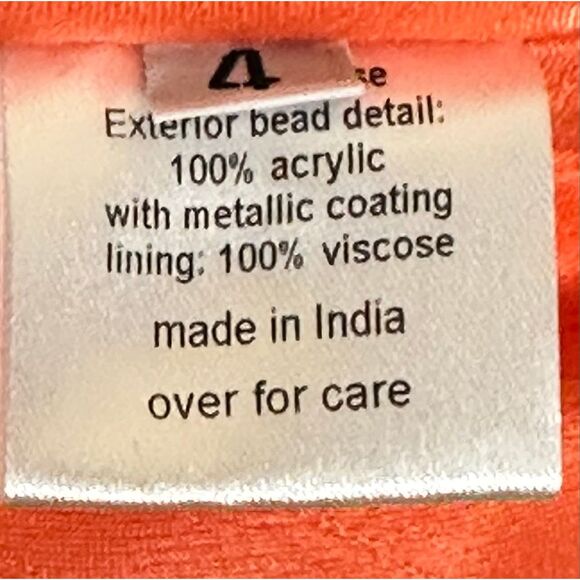 4
Exterior bead detail:
100% acrylic
with metallic coating
lining: 100% viscose
made in India
over for care